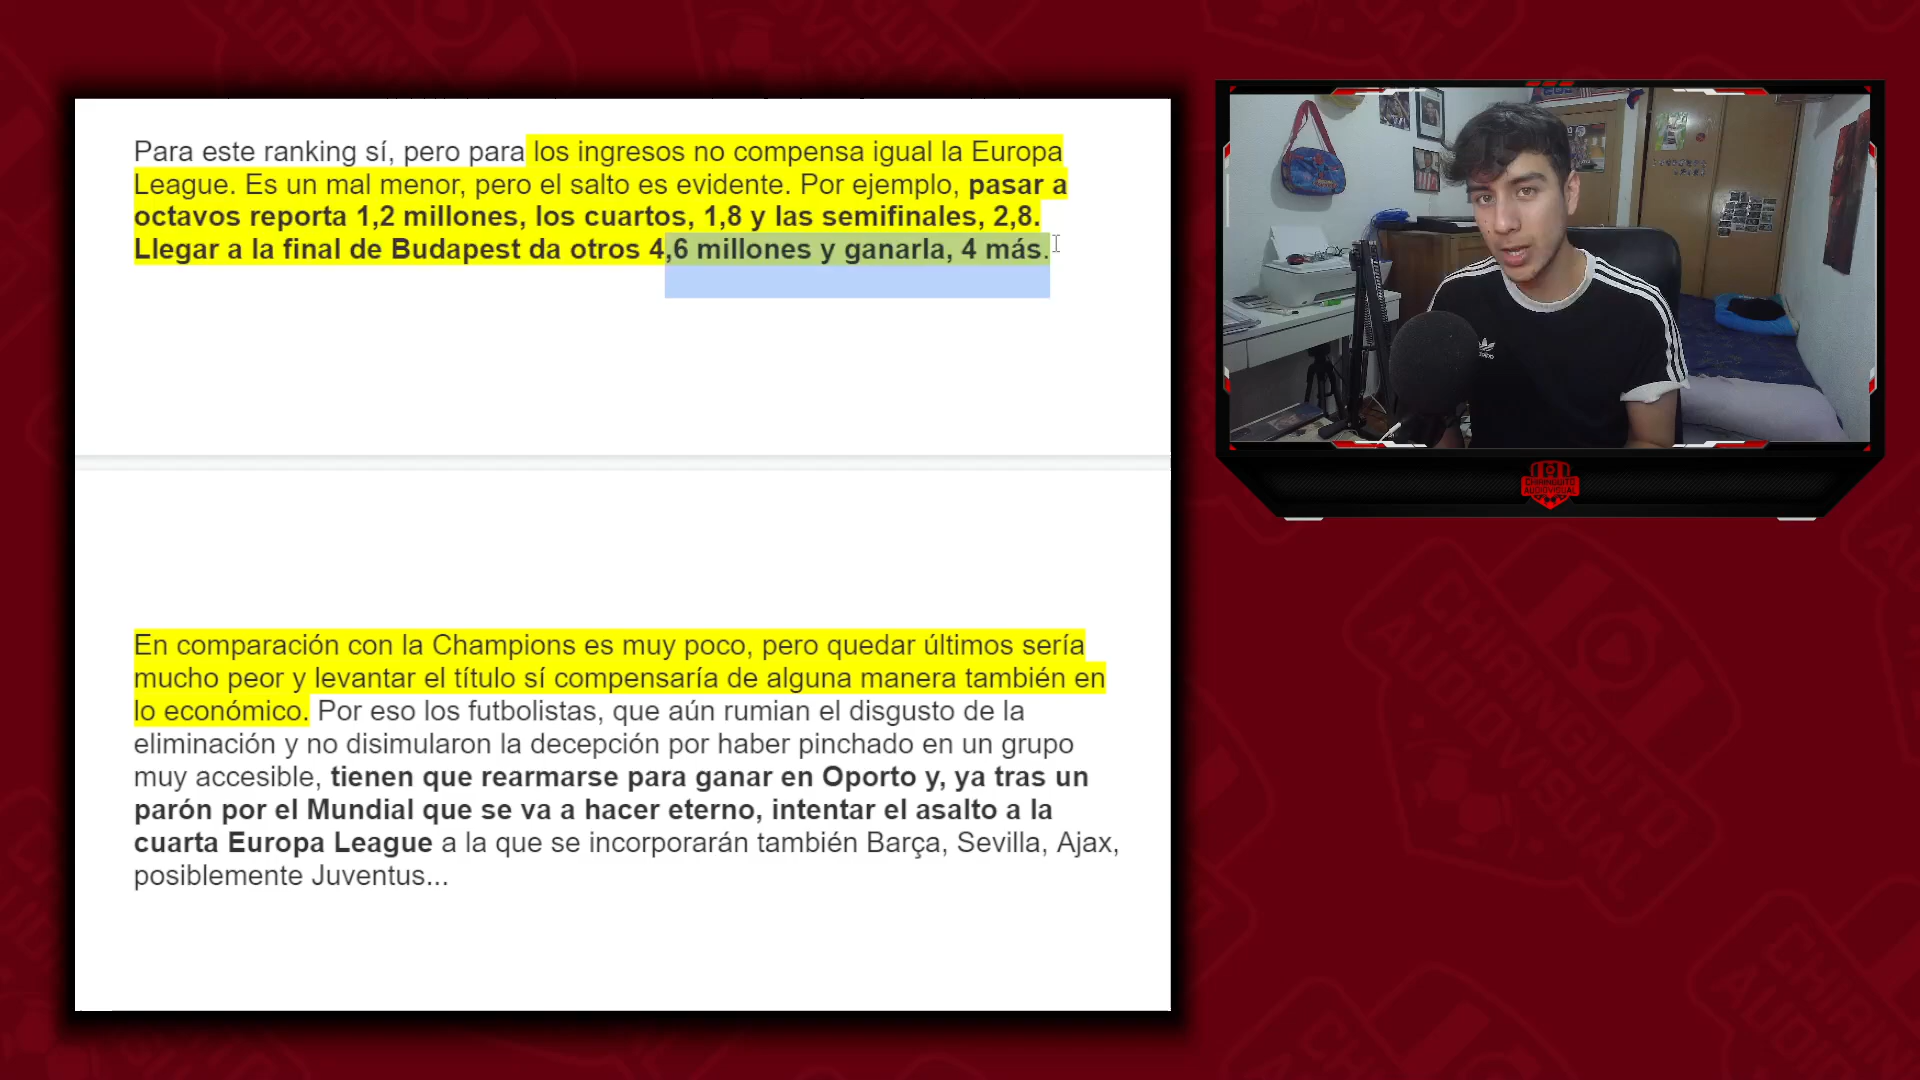 Para este ranking sí, pero para los ingresos no compensa igual la Europa
League. Es un mal menor, pero el salto es evidente. Por ejemplo, pasar a
octavos reporta 1,2 millones, los cuartos, 1,8 y las semifinales, 2,8.
Llegar a la final de Budapest da otros 4,6 millones y ganarla, 4 más.
En comparación con la Champions es muy poco, pero quedar últimos sería
mucho peor y levantar el título sí compensaría de alguna manera también en
lo económico. Por eso los futbolistas, que aún rumian el disgusto de la
eliminación y no disimularon la decepción por haber pinchado en un grupo
muy accesible, tienen que rearmarse para ganar en Oporto y, ya tras un
parón por el Mundial que se va a hacer eterno, intentar el asalto a la
cuarta Europa League a la que se incorporarán también Barça, Sevilla, Ajax,
posiblemente Juventus...
CHIRINGUITO
AUDIOVISUAL
CHIRINGUITO
AUDIOVISUAL